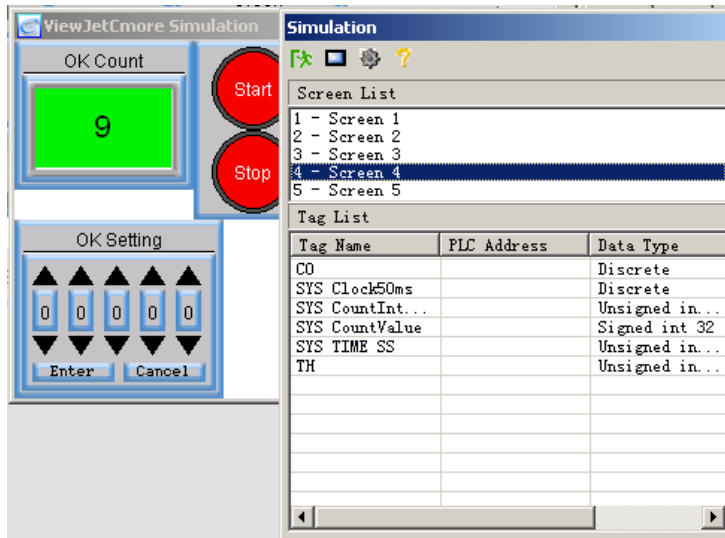 ViewJetCmore Simulation
OK Count
9
Start
Stop
OK Setting
0 0 0 0 0
Enter Cancel
Simulation
Screen List
1 - Screen 1
2 - Screen 2
3 - Screen 3
4 - Screen 4
5 - Screen 5
Tag List
Tag Name PLC Address Data Type
CO Discrete
SYS Clock50ms Discrete
SYS CountInt... Unsigned in...
SYS CountValue Signed int 32
SYS TIME SS Unsigned in...
TH Unsigned in...